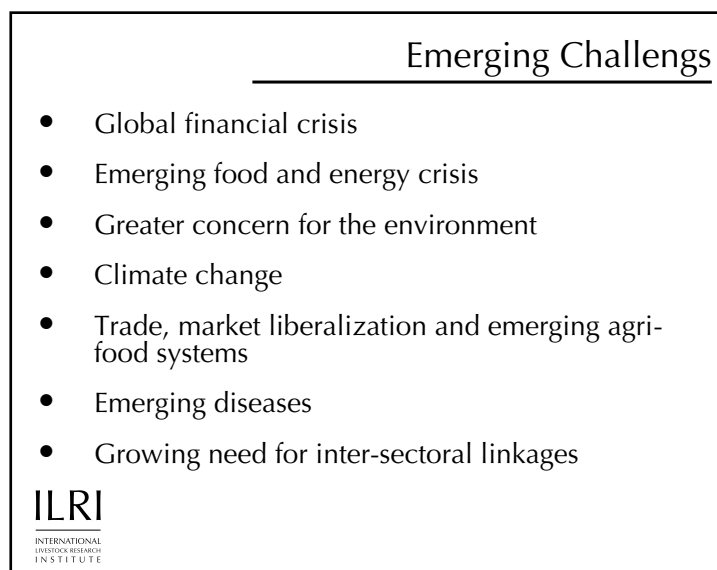 Emerging Challengs
• Global financial crisis
• Emerging food and energy crisis
• Greater concern for the environment
• Climate change
• Trade, market liberalization and emerging agri-
food systems
• Emerging diseases
• Growing need for inter-sectoral linkages
ILRI
INTERNATIONAL
LIVESTOCK RESEARCH
INSTITUTE